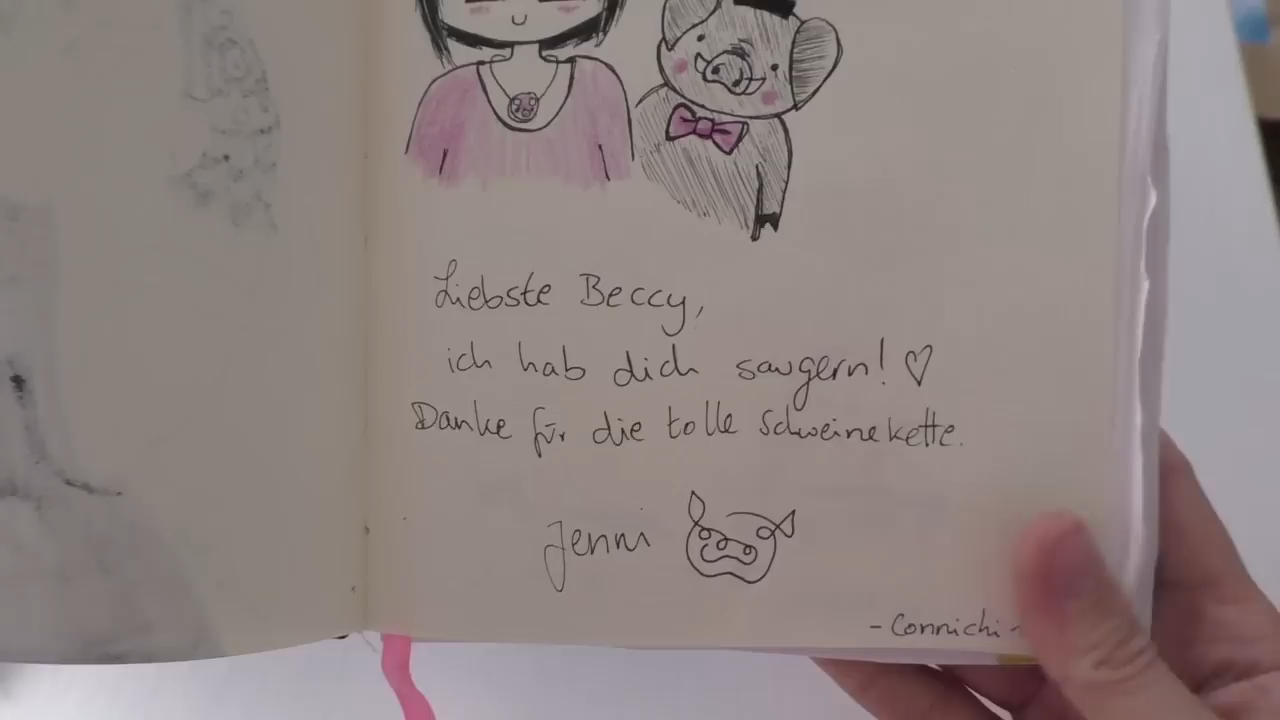 Liebste Beccy,
ich hab dich saugern! ♡
Danke für die tolle Schweinekette.
Jenni
- Connichi -